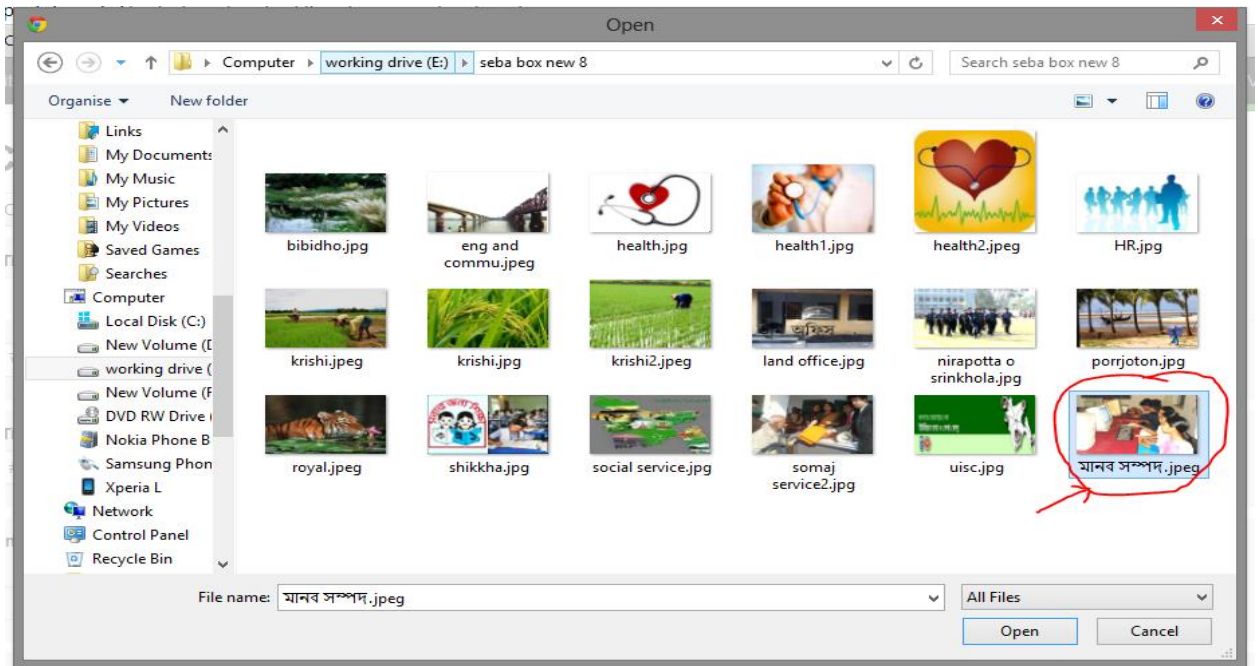 Open
Computer working drive (E:) seba box new 8
Search seba box new 8
Organise
New folder
Links
My Documents
My Music
My Pictures
My Videos
Saved Games
Searches
Computer
Local Disk (C:)
New Volume (D
working drive (
New Volume (F
DVD RW Drive (
Nokia Phone B
Samsung Phon
Xperia L
Network
Control Panel
Recycle Bin
bibidho.jpg
eng and
commu.jpeg
health.jpg
health1.jpg
health2.jpeg
HR.jpg
krishi.jpeg
krishi.jpg
krishi2.jpeg
অফিস
land office.jpg
nirapotta o
srinkhola.jpg
porrjoton.jpg
royal.jpeg
shikkha.jpg
social service.jpg
somaj
service2.jpg
uisc.jpg
মানব সম্পদ.jpeg
File name: মানব সম্পদ.jpeg
All Files
Open
Cancel